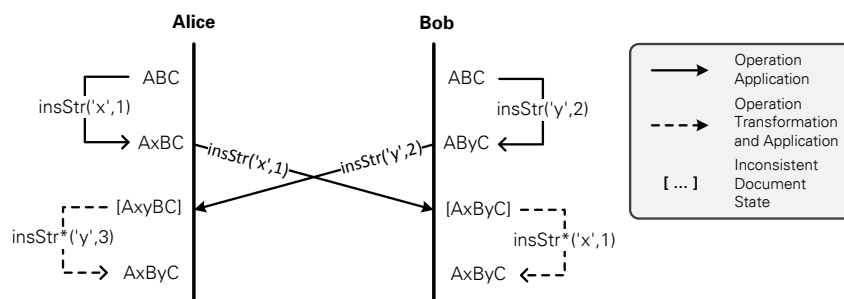 Alice
Bob
ABC
ABC
insStr('x',1)
insStr('y',2)
AxBC
AByC
insStr('x',1)
insStr('y',2)
[AxyBC]
[AxByC]
insStr*('y',3)
insStr*('x',1)
AxByC
AxByC
Operation
Application
Operation
Transformation
and Application
[ ... ]
Inconsistent
Document
State